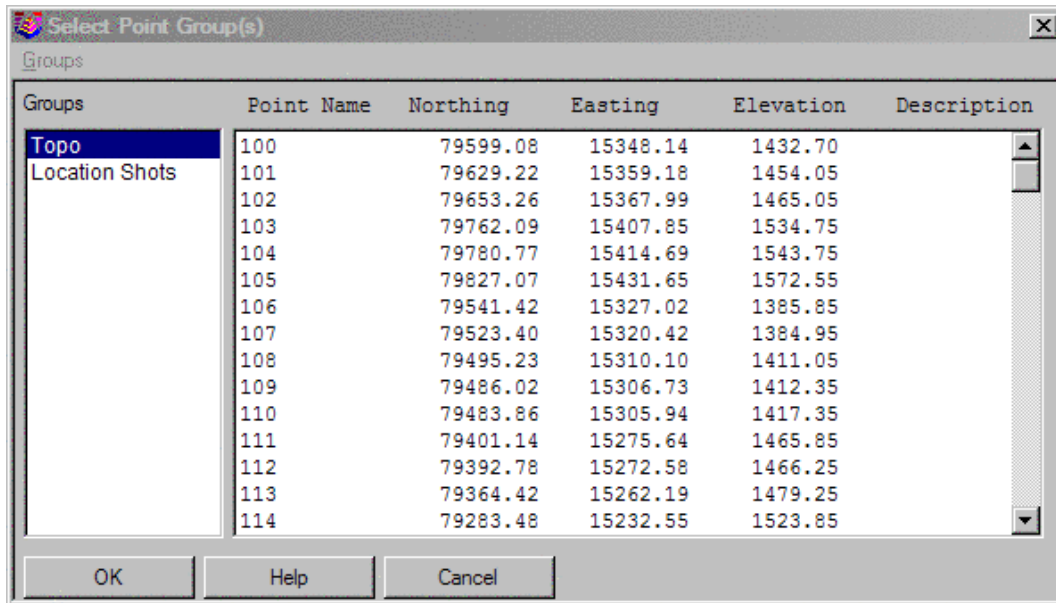 Select Point Group(s)
Groups
Groups Point Name Northing Easting Elevation Description
Topo
Location Shots
100 79599.08 15348.14 1432.70
101 79629.22 15359.18 1454.05
102 79653.26 15367.99 1465.05
103 79762.09 15407.85 1534.75
104 79780.77 15414.69 1543.75
105 79827.07 15431.65 1572.55
106 79541.42 15327.02 1385.85
107 79523.40 15320.42 1384.95
108 79495.23 15310.10 1411.05
109 79486.02 15306.73 1412.35
110 79483.86 15305.94 1417.35
111 79401.14 15275.64 1465.85
112 79392.78 15272.58 1466.25
113 79364.42 15262.19 1479.25
114 79283.48 15232.55 1523.85
OK Help Cancel